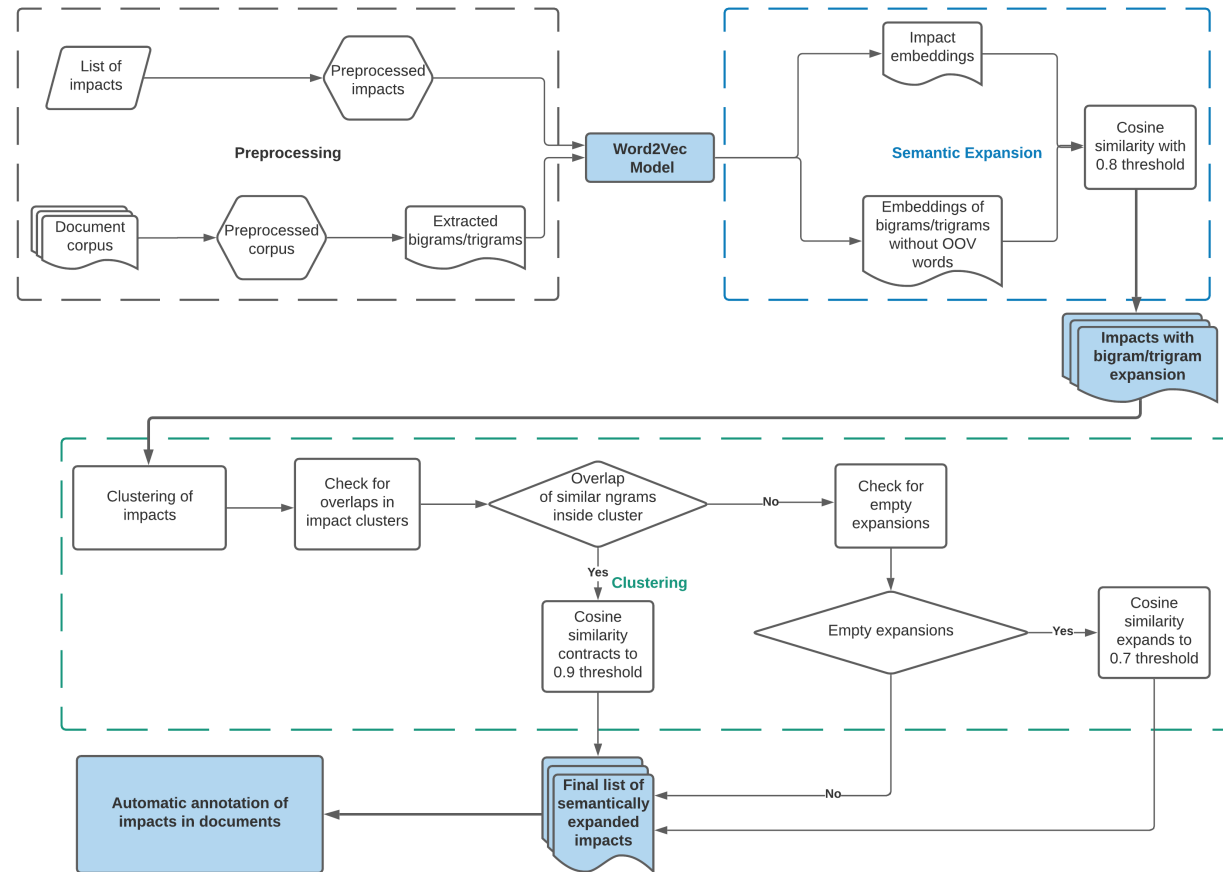 List of
impacts
Preprocessed
impacts
Preprocessing
Document
corpus
Preprocessed
corpus
Extracted
bigrams/trigrams
Word2Vec
Model
Impact
embeddings
Semantic Expansion
Embeddings of
bigrams/trigrams
without OOV
words
Cosine
similarity with
0.8 threshold
Impacts with
bigram/trigram
expansion
Clustering of
impacts
Check for
overlaps in
impact clusters
Overlap
of similar ngrams
inside cluster
No
Check for
empty
expansions
Yes
Clustering
Cosine
similarity
contracts to
0.9 threshold
Empty expansions
Yes
Cosine
similarity
expands to
0.7 threshold
No
Final list of
semantically
expanded
impacts
Automatic annotation of
impacts in documents